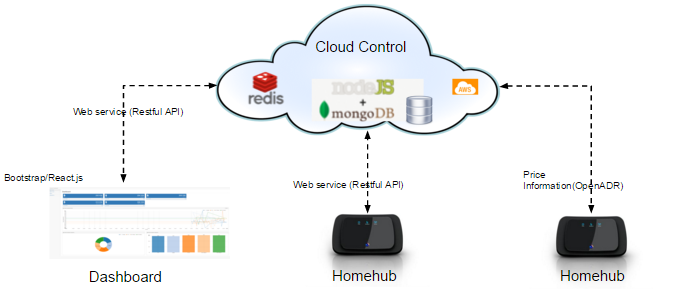 Cloud Control
redis
nodeJS
+
mongoDB
AWS
Web service (Restful API)
Bootstrap/React.js
Web service (Restful API)
Price
Information(OpenADR)
Dashboard
Homehub
Homehub